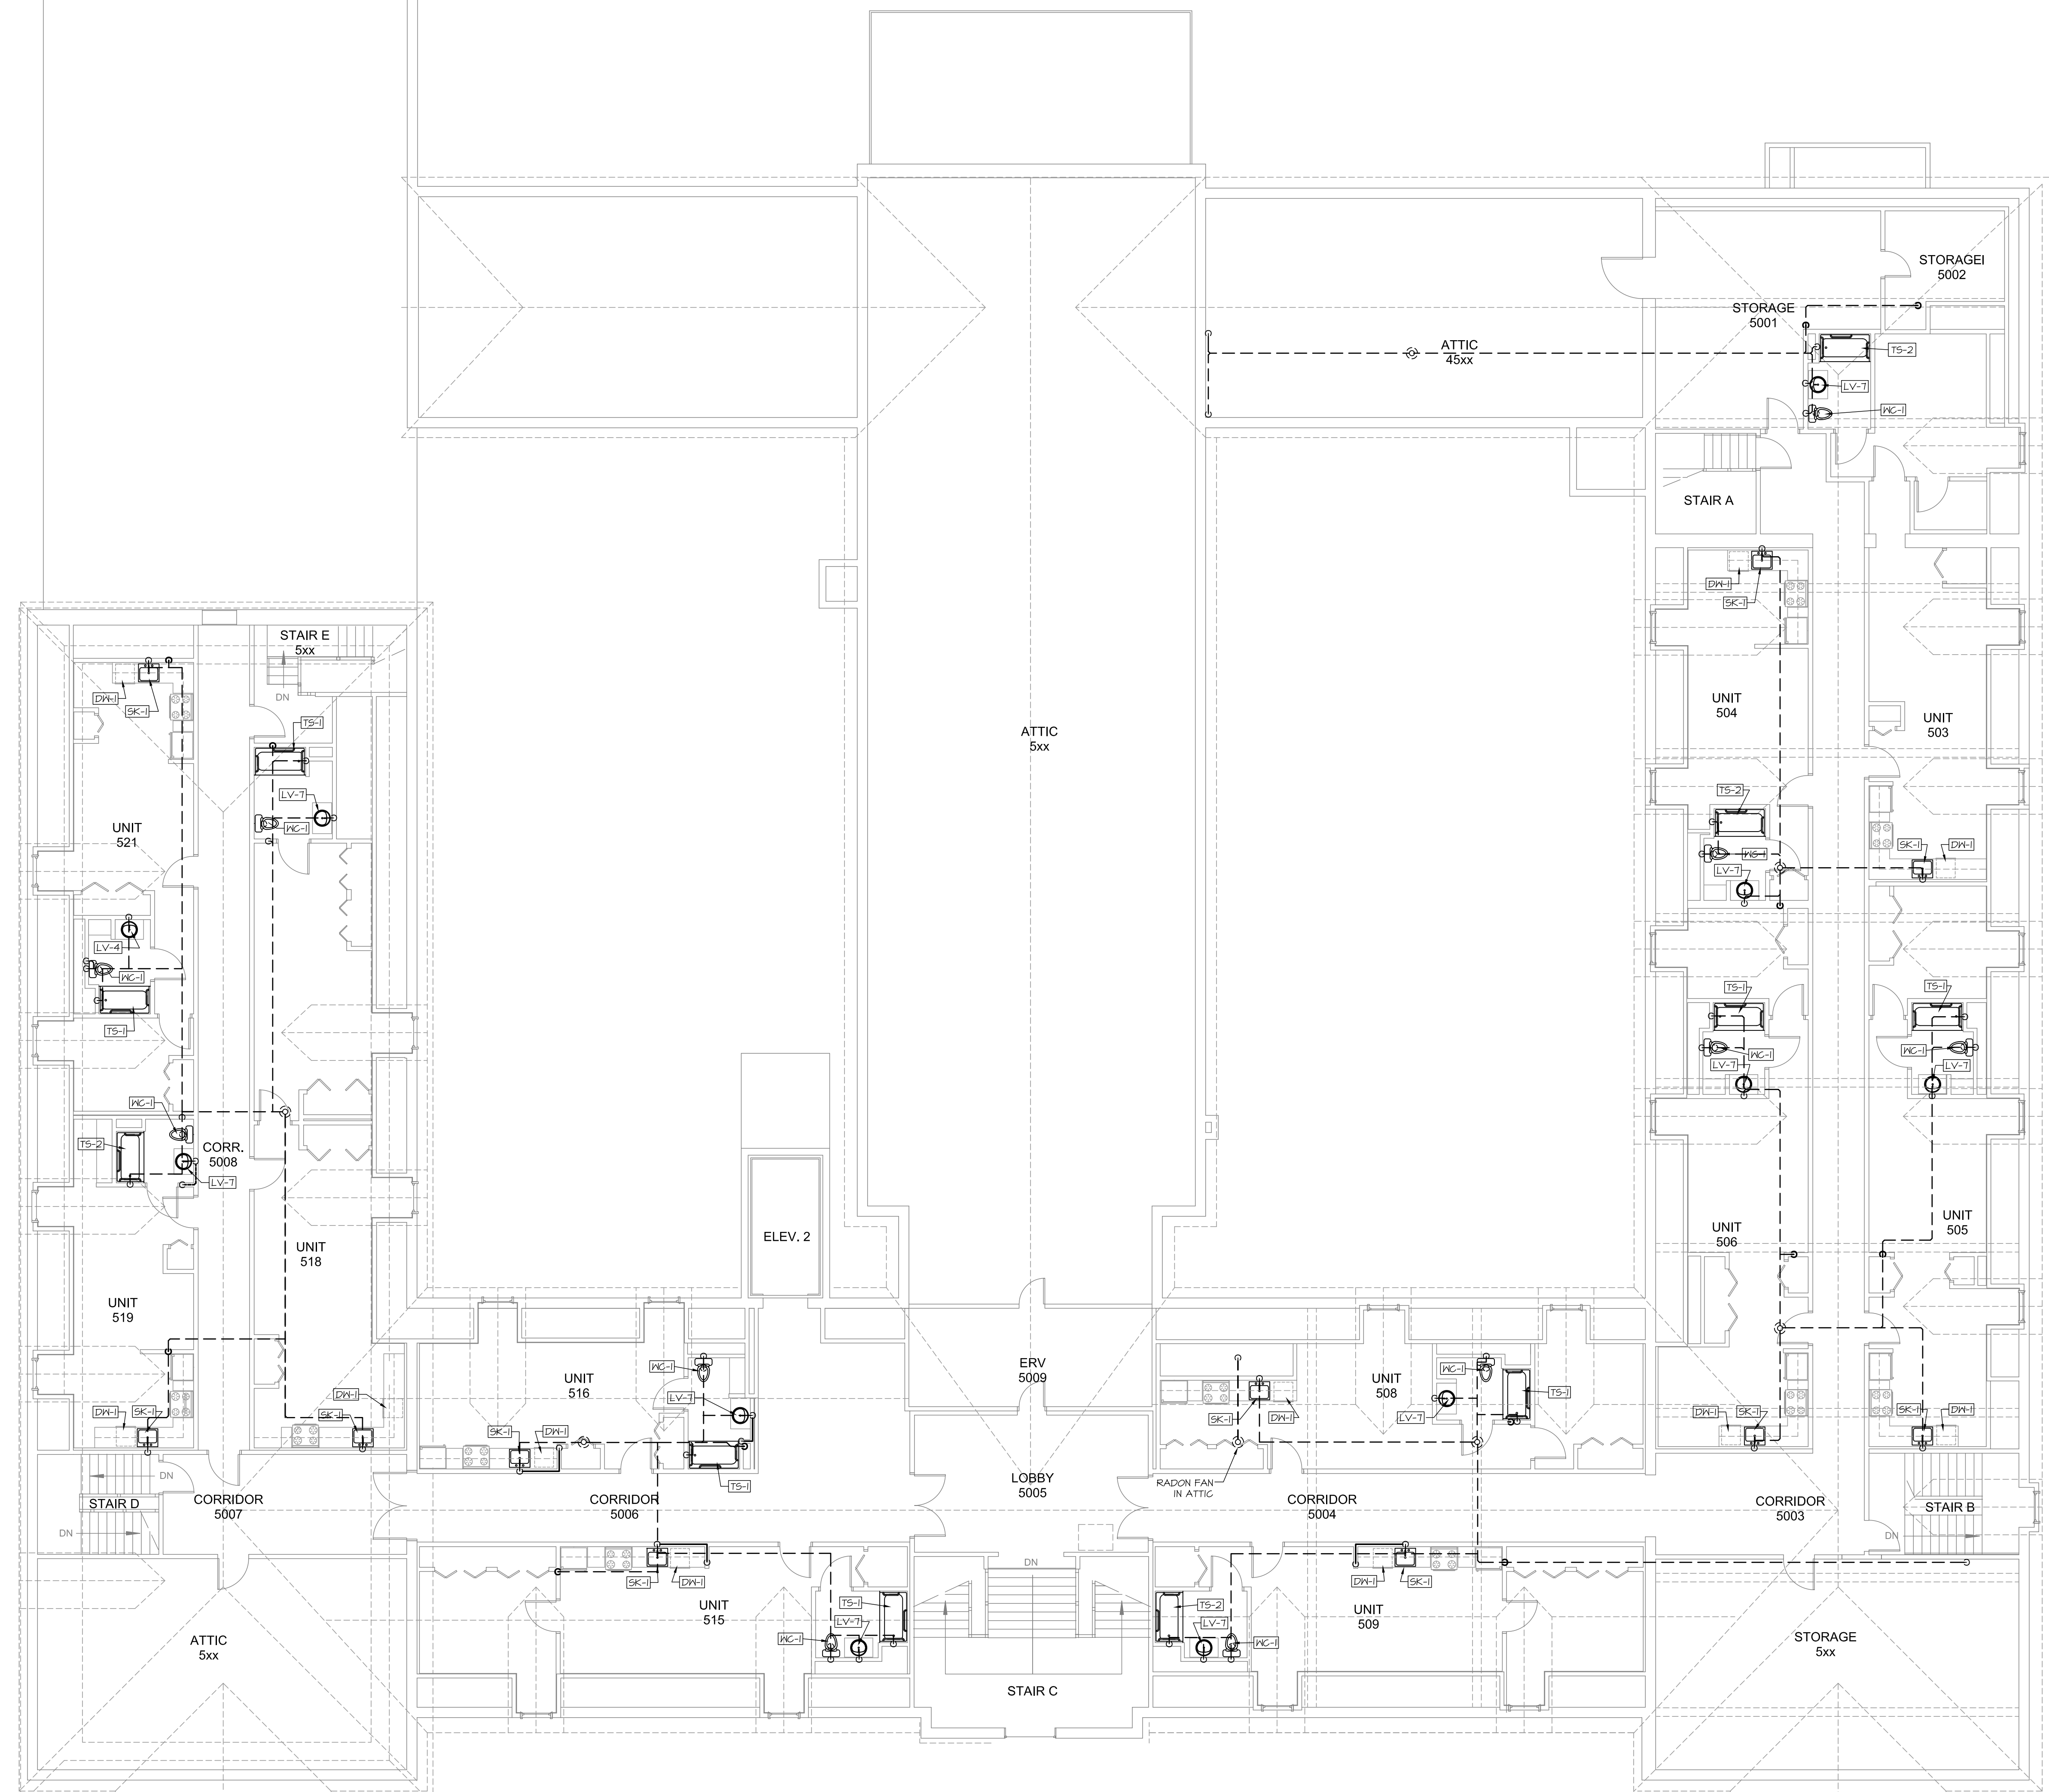 STORAGEI
5002
STORAGE
5001
ATTIC
45xx
TS-2
LV-7
WC-1
STAIR A
DW-1
SK-1
UNIT
504
UNIT
503
TS-2
SK-1
DW-1
WS-1
LV-7
STAIR E
5xx
DN
DW-1
SK-1
TS-1
LV-7
WC-1
ATTIC
5xx
UNIT
521
LV-4
WC-1
TS-1
TS-1
WC-1
LV-7
TS-1
WC-1
LV-7
WC-1
TS-2
CORR.
5008
LV-7
ELEV. 2
UNIT
506
UNIT
505
UNIT
518
UNIT
519
DW-1
DW-1
SK-1
SK-1
UNIT
516
WC-1
LV-7
SK-1
DW-1
TS-1
ERV
5009
UNIT
508
WC-1
TS-1
SK-1
DW-1
LV-7
DW-1
SK-1
SK-1
DW-1
RADON FAN
IN ATTIC
LOBBY
5005
DN
STAIR D
DN
CORRIDOR
5007
CORRIDOR
5006
CORRIDOR
5004
CORRIDOR
5003
STAIR B
DN
DN
SK-1
DW-1
UNIT
515
TS-1
LV-7
WC-1
DW-1
SK-1
UNIT
509
TS-2
LV-7
WC-1
ATTIC
5xx
STORAGE
5xx
STAIR C